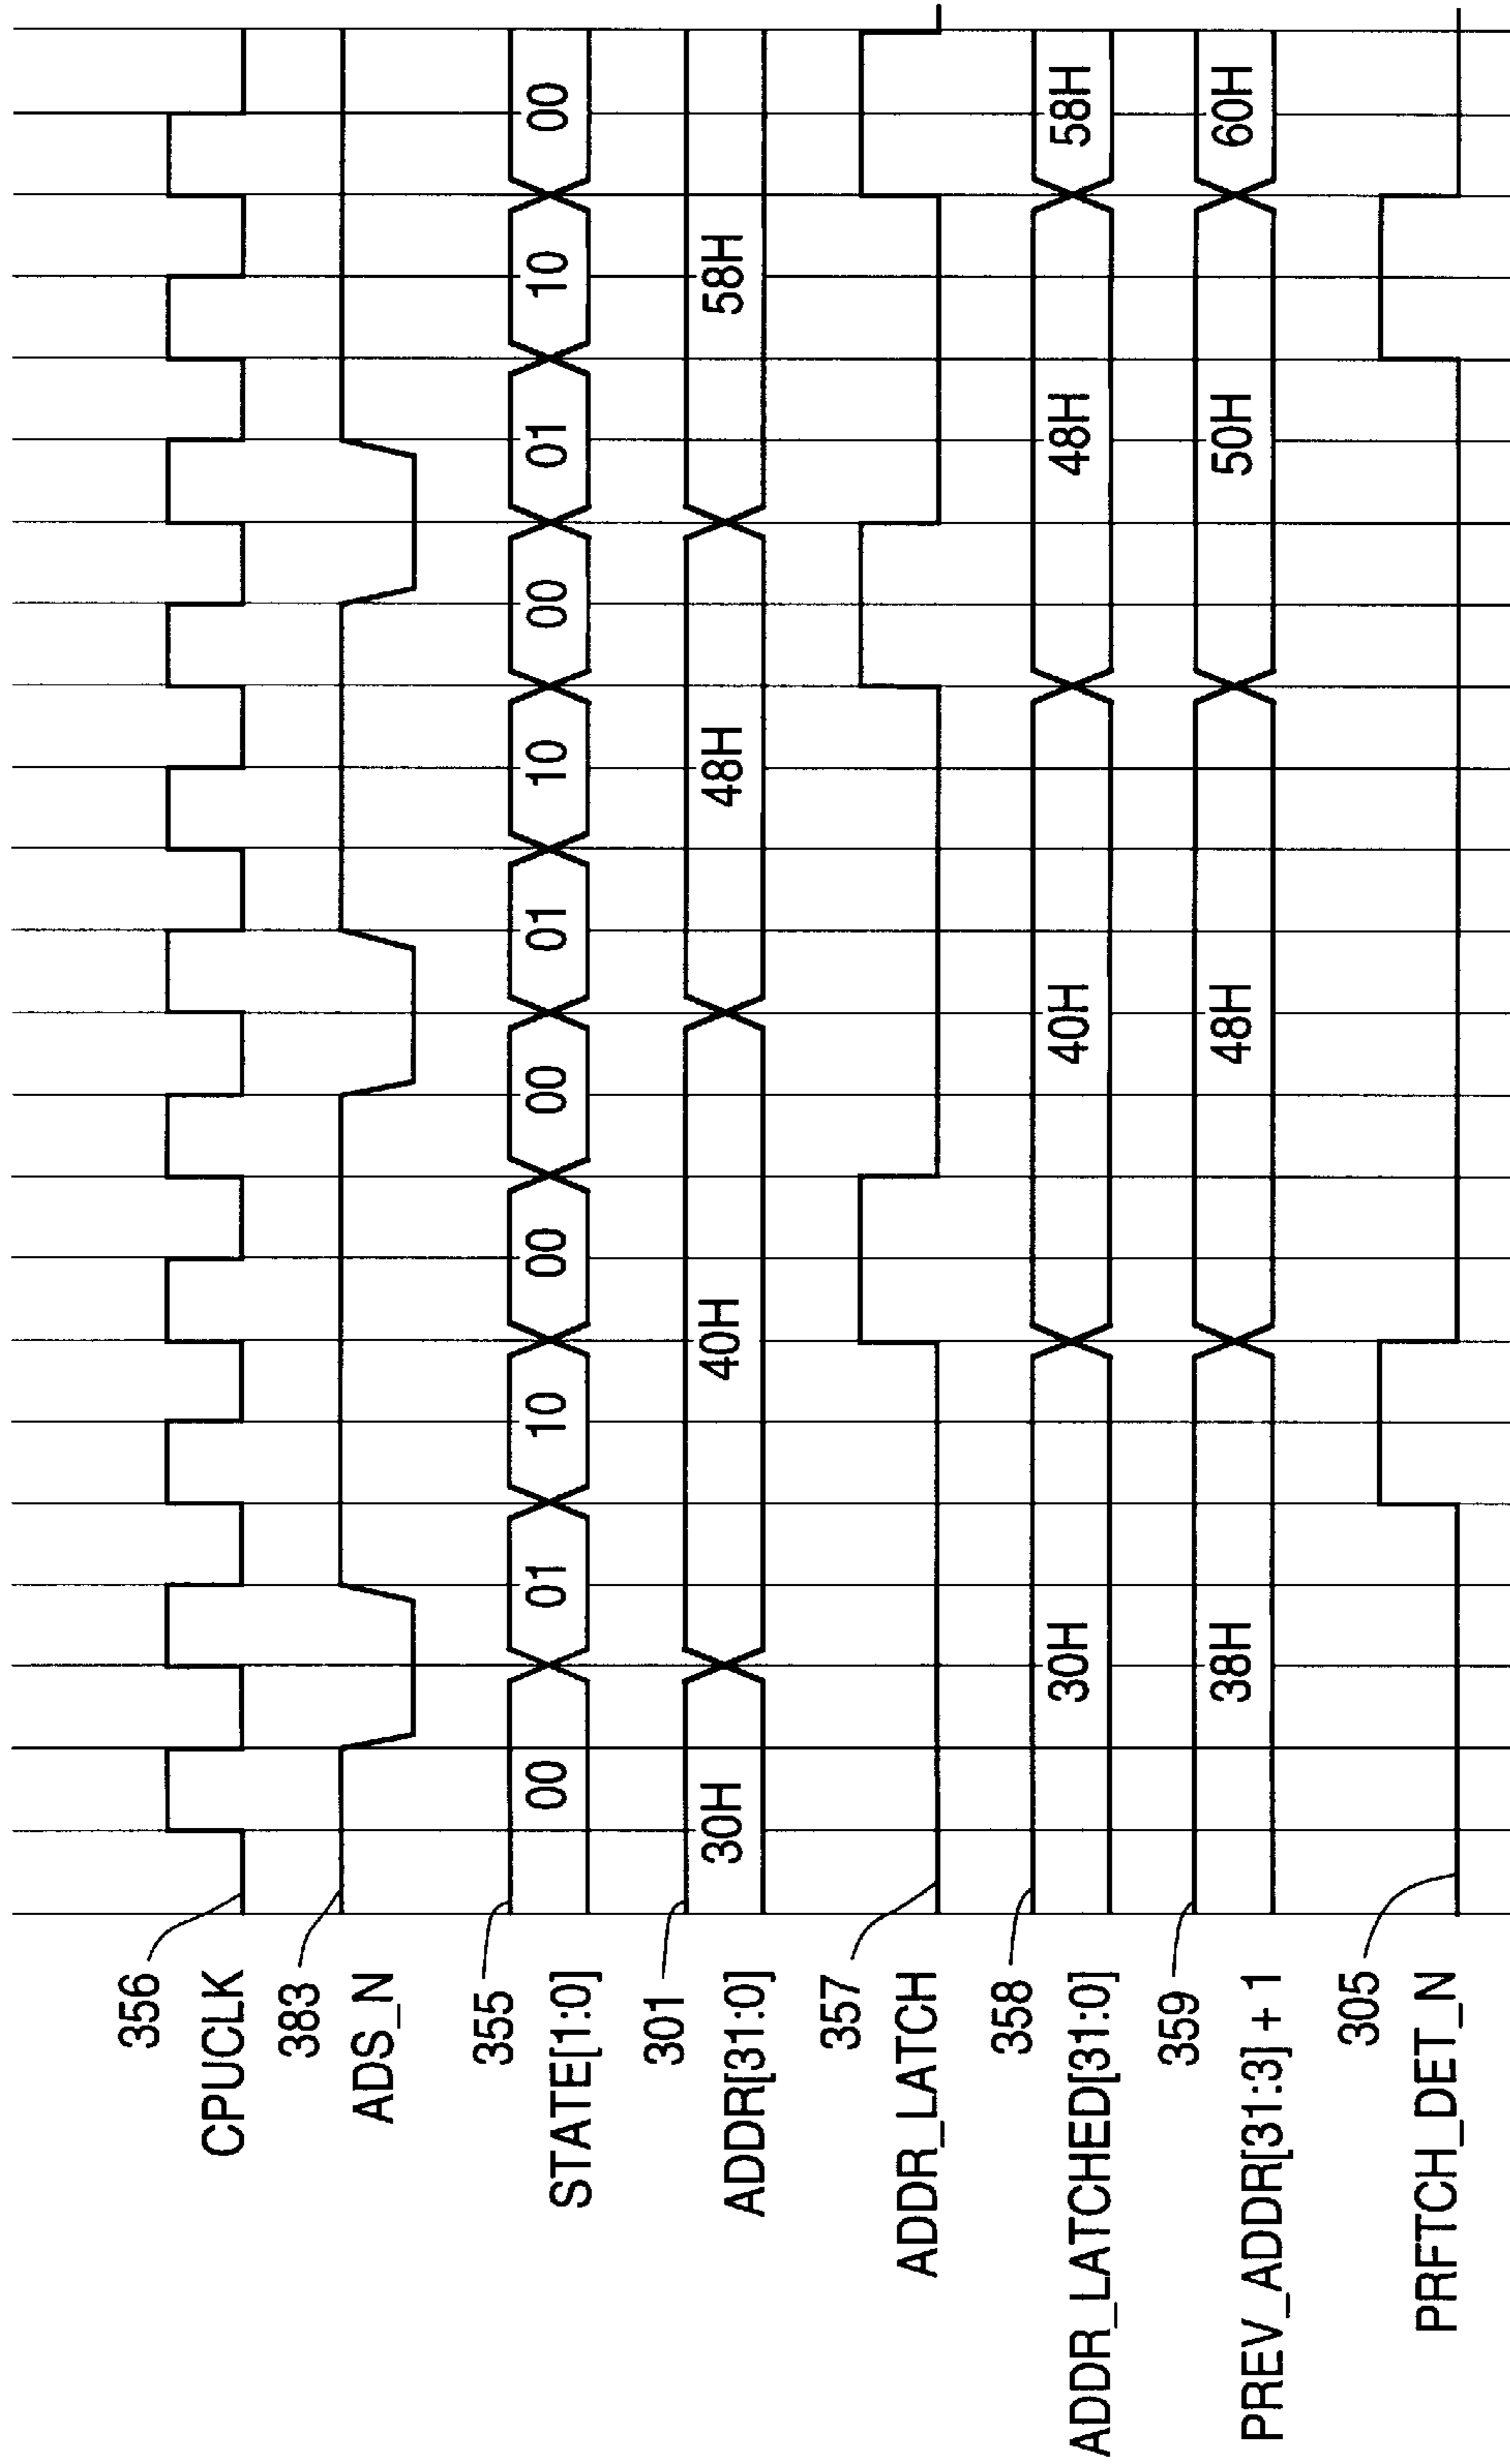 356
CPUCLK
383
ADS_N
355
STATE[1:0]
00 01 10 00 00 01 10 00 01 10 00
301
ADDR[31:0]
30H 40H 48H 58H
357
ADDR_LATCH
358
ADDR_LATCHED[31:0]
30H 40H 48H 58H
359
PREV_ADDR[31:3] + 1
38H 48H 50H 60H
305
PRFTCH_DET_N